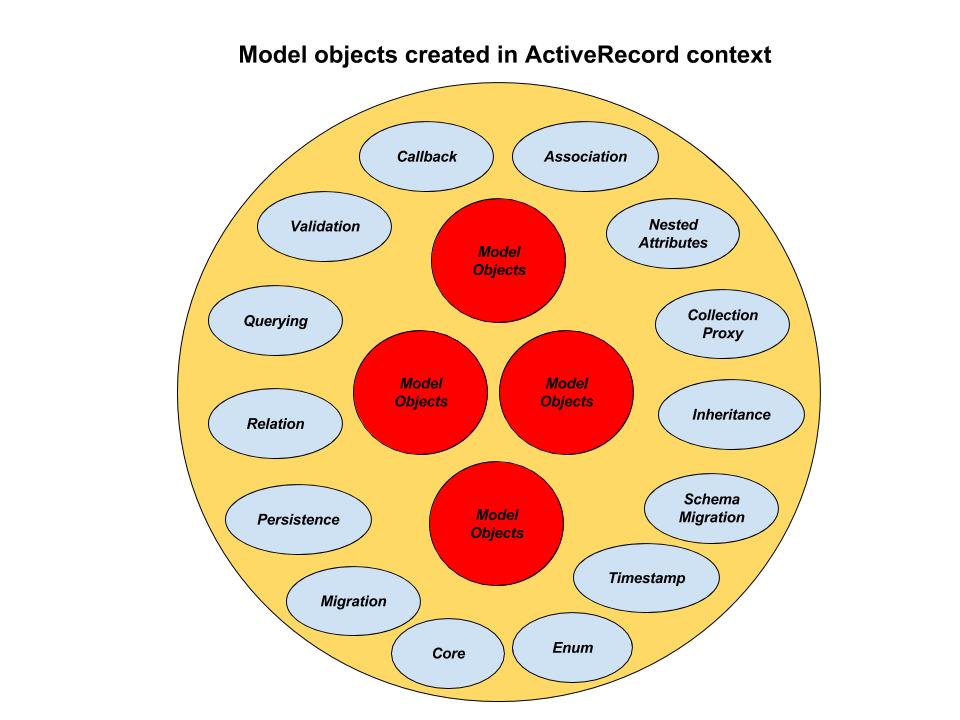 Model objects created in ActiveRecord context
Callback
Association
Validation
Nested
Attributes
Model
Objects
Querying
Collection
Proxy
Model
Objects
Model
Objects
Inheritance
Relation
Schema
Migration
Persistence
Model
Objects
Timestamp
Migration
Core
Enum